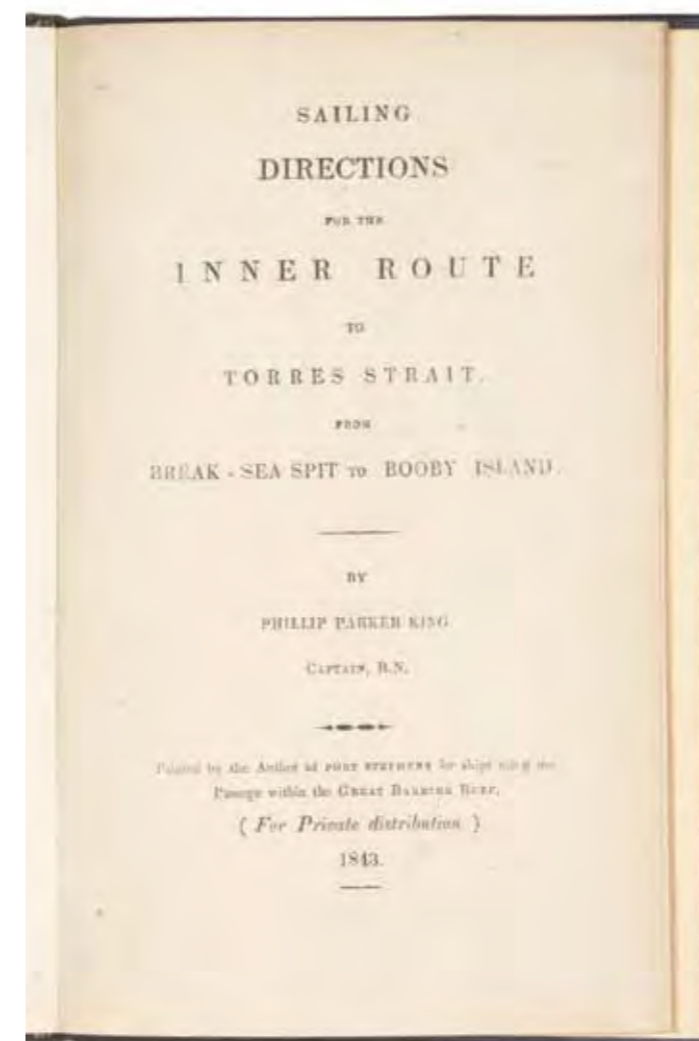 SAILING
DIRECTIONS
FOR THE
INNER ROUTE
TO
TORRES STRAIT,
FROM
BREAK-SEA SPIT TO BOOBY ISLAND.
BY
PHILLIP PARKER KING
CAPTAIN, R.N.
Printed by the Author at PORT STEPHENS for ships using the
Passage within the GREAT BARRIER REEF.
( For Private distribution )
1843.